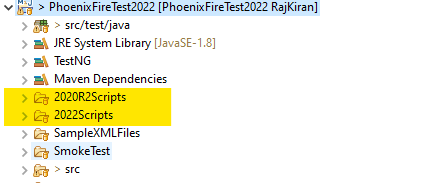 > PhoenixFireTest2022 [PhoenixFireTest2022 RajKiran]
> src/test/java
JRE System Library [JavaSE-1.8]
TestNG
Maven Dependencies
2020R2Scripts
2022Scripts
SampleXMLFiles
SmokeTest
> src